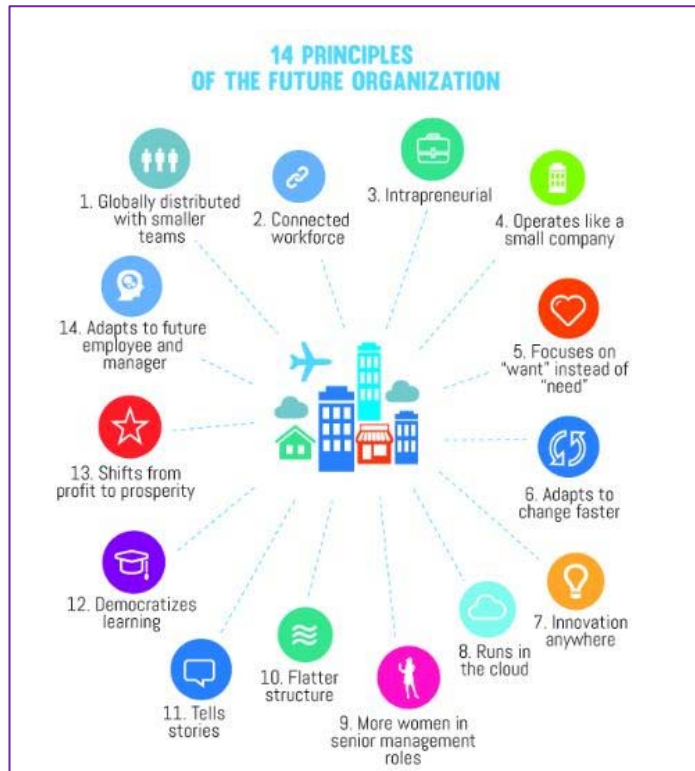 14 PRINCIPLES
OF THE FUTURE ORGANIZATION
1. Globally distributed
with smaller
teams
2. Connected
workforce
3. Intrapreneurial
4. Operates like a
small company
5. Focuses on
"want" instead of
"need"
6. Adapts to
change faster
7. Innovation
anywhere
8. Runs in
the cloud
9. More women in
senior management
roles
10. Flatter
structure
11. Tells
stories
12. Democratizes
learning
13. Shifts from
profit to prosperity
14. Adapts to future
employee and
manager